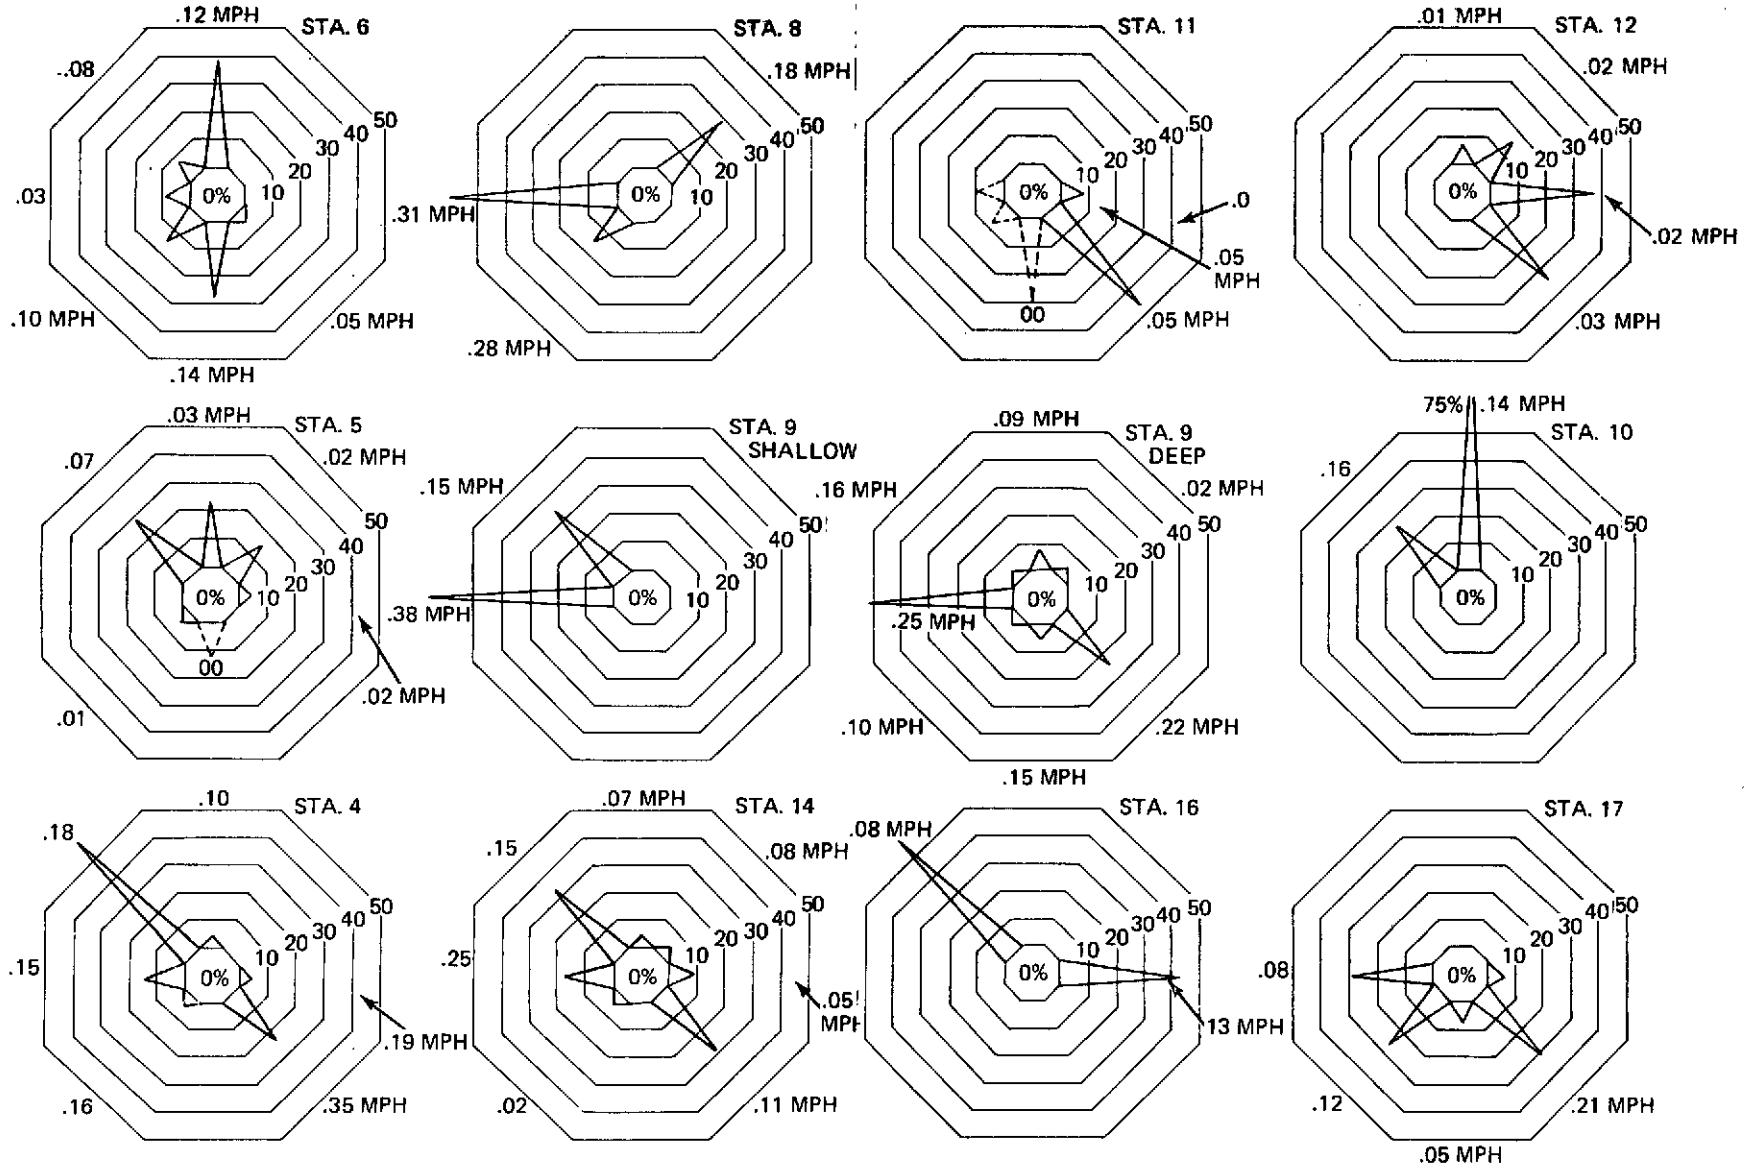 .12 MPH
STA. 6
.08
50
40
30
20
10
0%
.03
.10 MPH
.05 MPH
.14 MPH
STA. 8
.18 MPH
50
40
30
20
10
0%
.31 MPH
.28 MPH
STA. 11
50
40
30
20
10
0%
.0
.05
MPH
00
.05 MPH
.01 MPH
STA. 12
.02 MPH
50
40
30
20
10
0%
.02 MPH
.03 MPH
.03 MPH
STA. 5
.02 MPH
.07
50
40
30
20
10
0%
00
.02 MPH
.01
STA. 9
SHALLOW
.15 MPH
50
40
30
20
10
0%
.38 MPH
.09 MPH
STA. 9
DEEP
.16 MPH
.02 MPH
50
40
30
20
10
0%
.25 MPH
.10 MPH
.22 MPH
.15 MPH
75%
.14 MPH
STA. 10
.16
50
40
30
20
10
0%
.10
STA. 4
.18
50
40
30
20
10
0%
.15
.19 MPH
.16
.35 MPH
.07 MPH
STA. 14
.15
.08 MPH
50
40
30
20
10
0%
.25
.05
MPH
.02
.11 MPH
STA. 16
.08 MPH
50
40
30
20
10
0%
13 MPH
STA. 17
50
40
30
20
10
0%
.08
.12
.21 MPH
.05 MPH